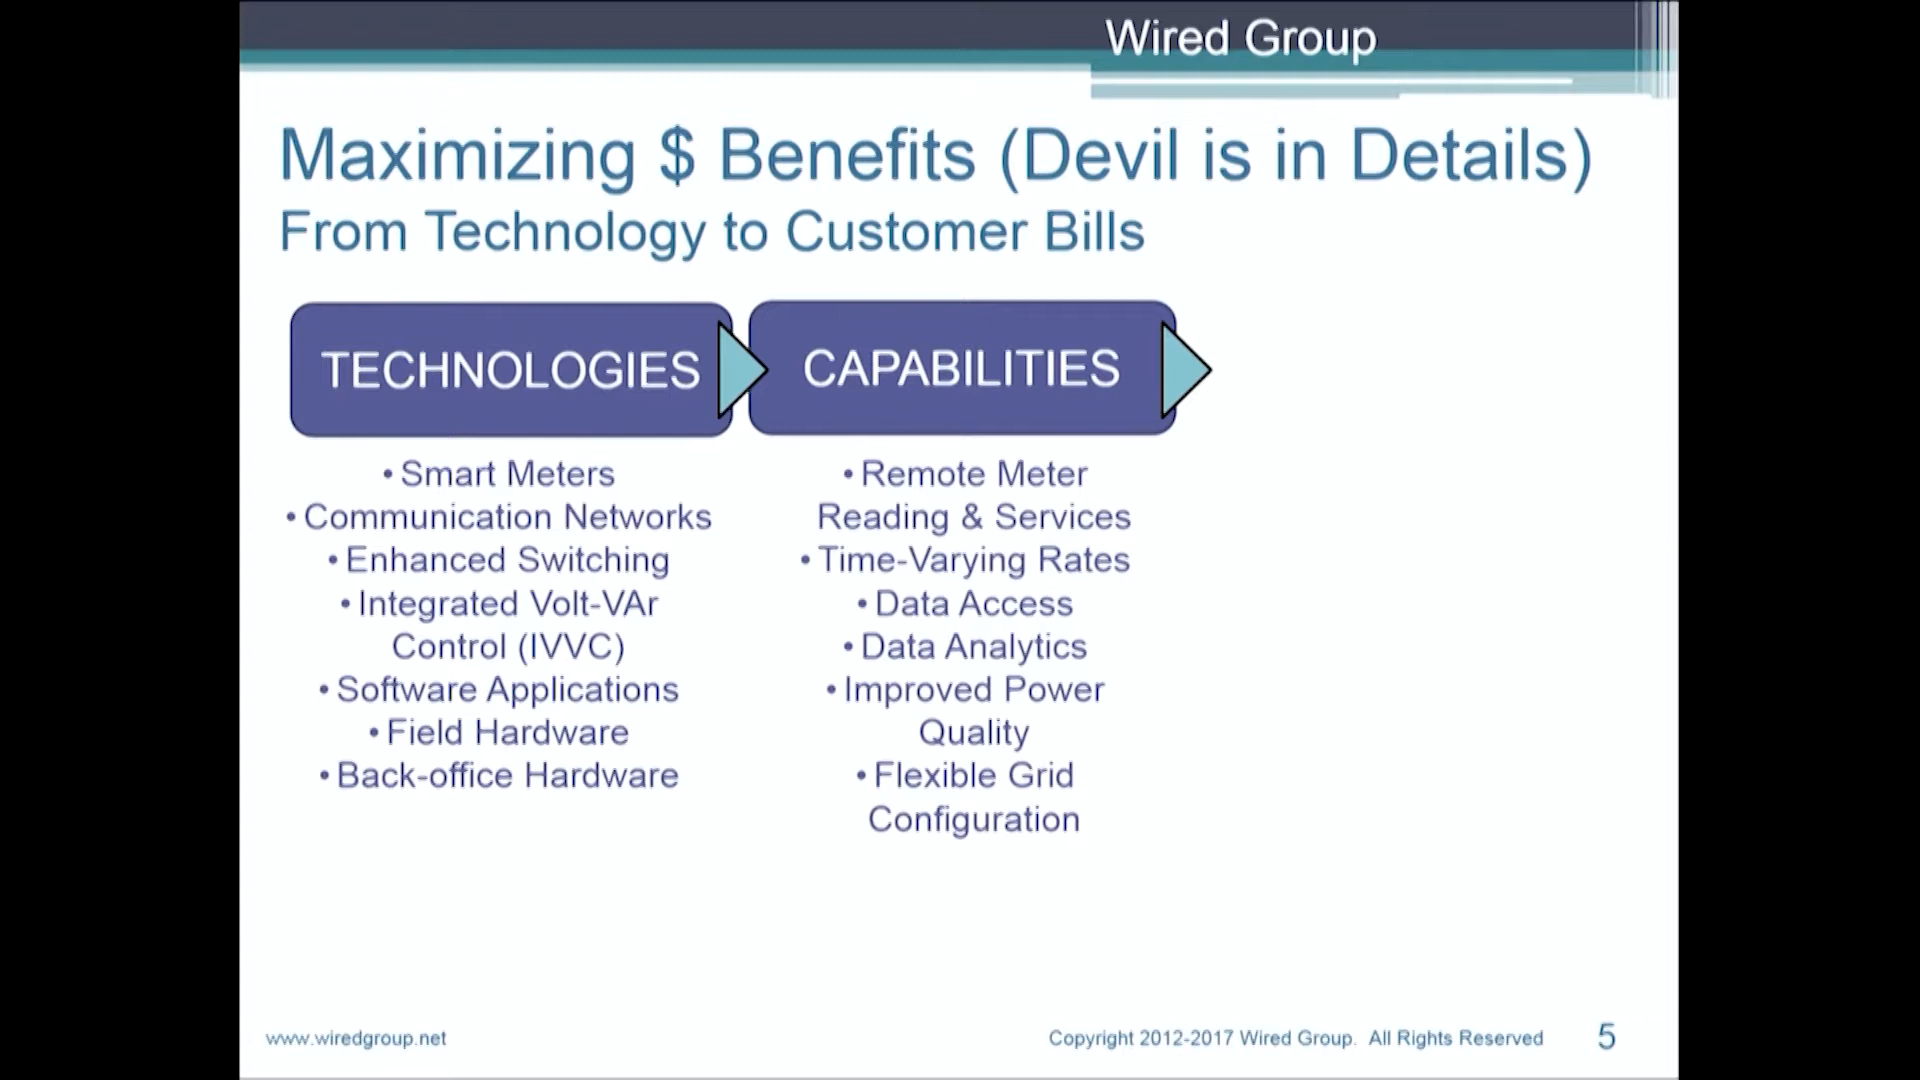 Wired Group
Maximizing $ Benefits (Devil is in Details)
From Technology to Customer Bills
TECHNOLOGIES
• Smart Meters
• Communication Networks
• Enhanced Switching
• Integrated Volt-VAr
Control (IVVC)
• Software Applications
• Field Hardware
• Back-office Hardware
CAPABILITIES
• Remote Meter
Reading & Services
• Time-Varying Rates
• Data Access
• Data Analytics
• Improved Power
Quality
• Flexible Grid
Configuration
www.wiredgroup.net
Copyright 2012-2017 Wired Group. All Rights Reserved
5